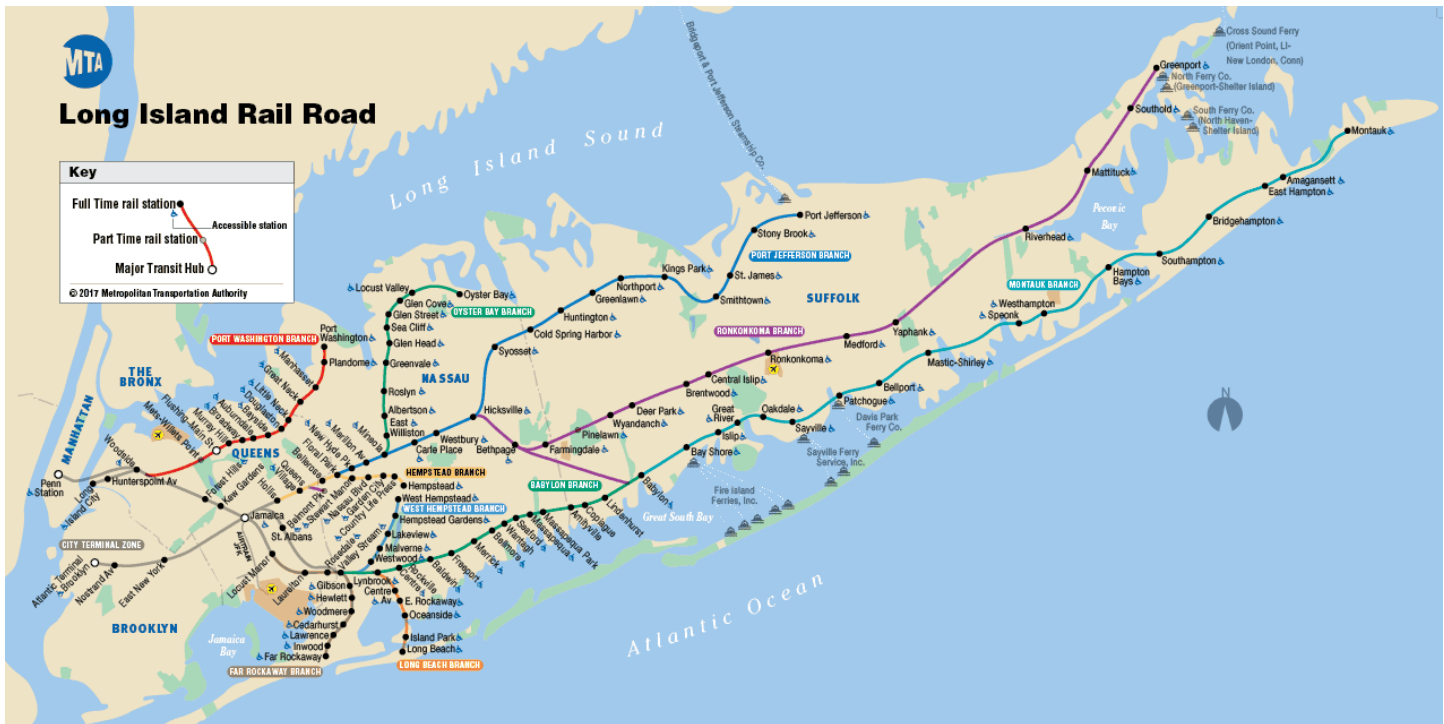 MTA
Long Island Rail Road
Key
Full Time rail station
Accessible station
Part Time rail station
Major Transit Hub
© 2017 Metropolitan Transportation Authority
Long Island Sound
Bridgeport & Port Jefferson Steamship Co.
Cross Sound Ferry
(Orient Point, LI-
New London, Conn)
Greenport
North Ferry Co.
(Greenport-Shelter Island)
Southold
South Ferry Co.
(North Haven-
Shelter Island)
Montauk
Mattituck
Amagansett
East Hampton
Peconic
Bay
Bridgehampton
Riverhead
Southampton
Hampton
Bays
MONTAUK BRANCH
Westhampton
Speonk
Port Jefferson
Stony Brook
PORT JEFFERSON BRANCH
Kings Park
St. James
Northport
Smithtown
SUFFOLK
Greenlawn
Huntington
Cold Spring Harbor
Syosset
RONKONKOMA BRANCH
Yaphank
Medford
Ronkonkoma
Mastic-Shirley
Central Islip
Brentwood
Bellport
Patchogue
Deer Park
Wyandanch
Pinelawn
Farmingdale
Bethpage
Hicksville
Great
River
Oakdale
Islip
Sayville
Bay Shore
Davis Park
Ferry Co.
Sayville Ferry
Service, Inc.
Fire Island
Ferries, Inc.
Great South Bay
Locust Valley
Oyster Bay
Glen Cove
OYSTER BAY BRANCH
Glen Street
Sea Cliff
Glen Head
Greenvale
NASSAU
Roslyn
Albertson
East
Williston
Westbury
Carle Place
Port
Washington
PORT WASHINGTON BRANCH
Plandome
Manhasset
Great Neck
Little Neck
Douglaston
Bayside
Auburndale
Broadway
Murray Hill
Flushing–Main St
Mets-Willets Point
THE
BRONX
MANHATTAN
QUEENS
Woodside
Penn
Station
Long
Island City
Hunterspoint Av
Forest Hills
Kew Gardens
Jamaica
Hollis
Queens
Village
Bellerose
Floral Park
New Hyde Pk
Merillon Av
Mineola
HEMPSTEAD BRANCH
Belmont Pk
Stewart Manor
Nassau Blvd
Garden City
Country Life Press
Hempstead
West Hempstead
WEST HEMPSTEAD BRANCH
Hempstead Gardens
Lakeview
Malverne
Westwood
BABYLON BRANCH
Babylon
Lindenhurst
Copiague
Amityville
Massapequa Park
Massapequa
Seaford
Wantagh
Bellmore
Merrick
Freeport
Baldwin
Rockville
Centre
CITY TERMINAL ZONE
Atlantic Terminal
Brooklyn
Nostrand Av
East New York
AIRTRAIN
JFK
St. Albans
Locust Manor
Laurelton
Rosedale
Valley Stream
Lynbrook
Gibson
Hewlett
Woodmere
Cedarhurst
Lawrence
Inwood
Far Rockaway
FAR ROCKAWAY BRANCH
Centre
Av
E. Rockaway
Oceanside
Island Park
Long Beach
LONG BEACH BRANCH
BROOKLYN
Jamaica
Bay
Atlantic Ocean
N